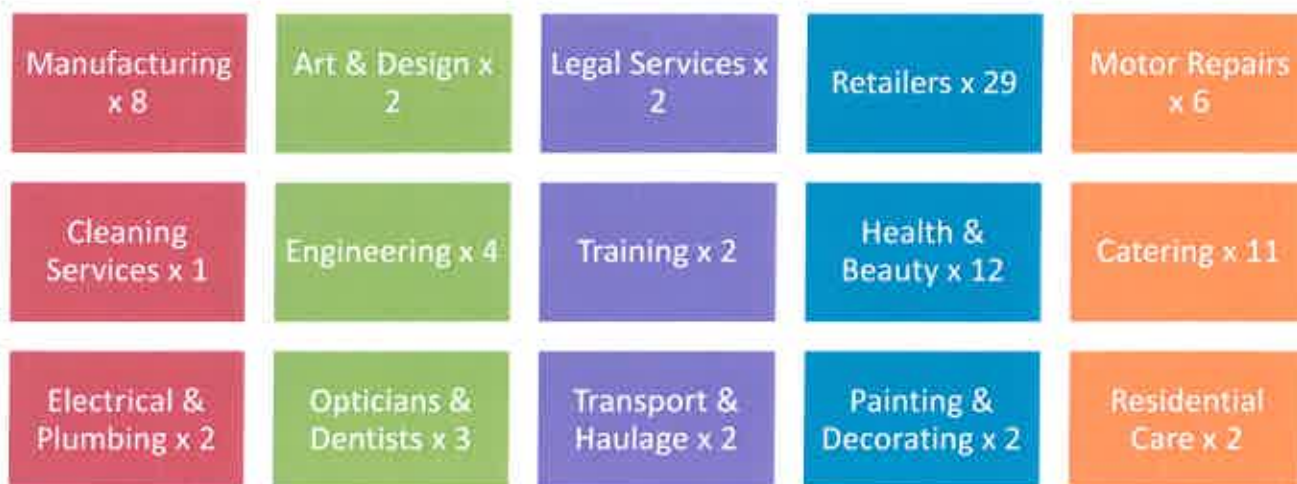 Manufacturing
x 8
Art & Design x
2
Legal Services x
2
Retailers x 29
Motor Repairs
x 6
Cleaning
Services x 1
Engineering x 4
Training x 2
Health &
Beauty x 12
Catering x 11
Electrical &
Plumbing x 2
Opticians &
Dentists x 3
Transport &
Haulage x 2
Painting &
Decorating x 2
Residential
Care x 2